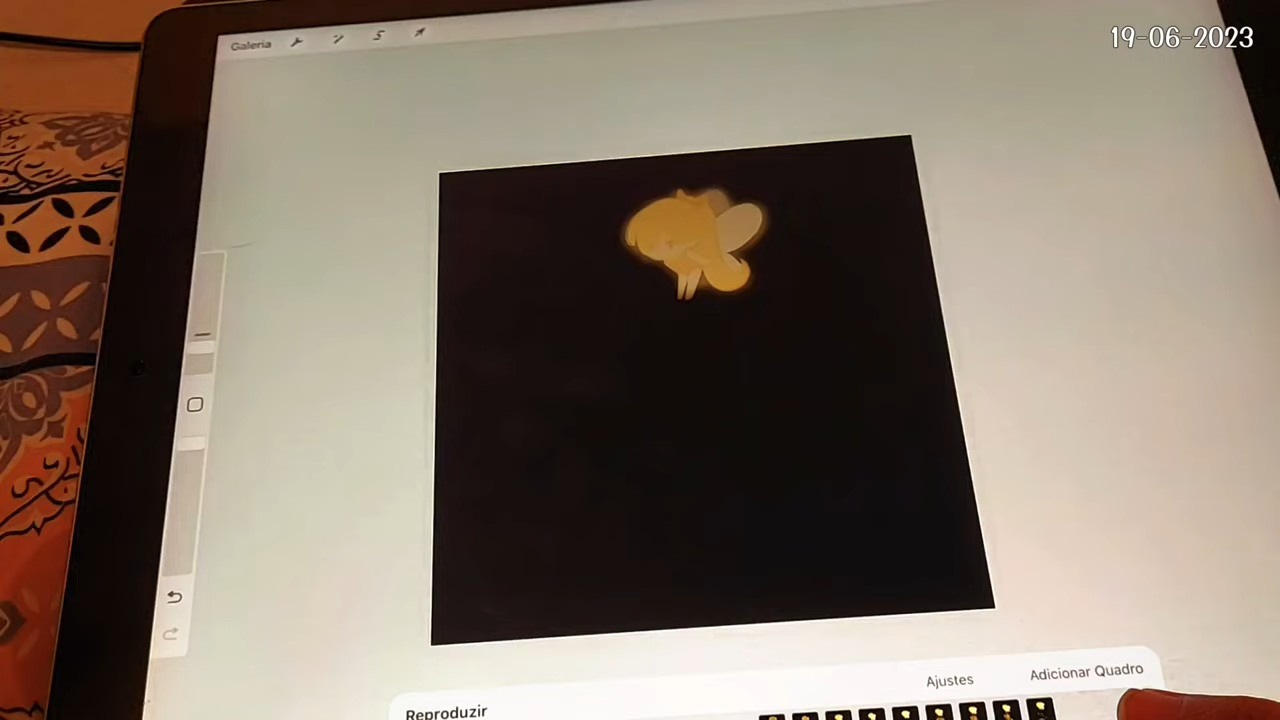 19-06-2023
Galeria
Ajustes
Adicionar Quadro
Reproduzir